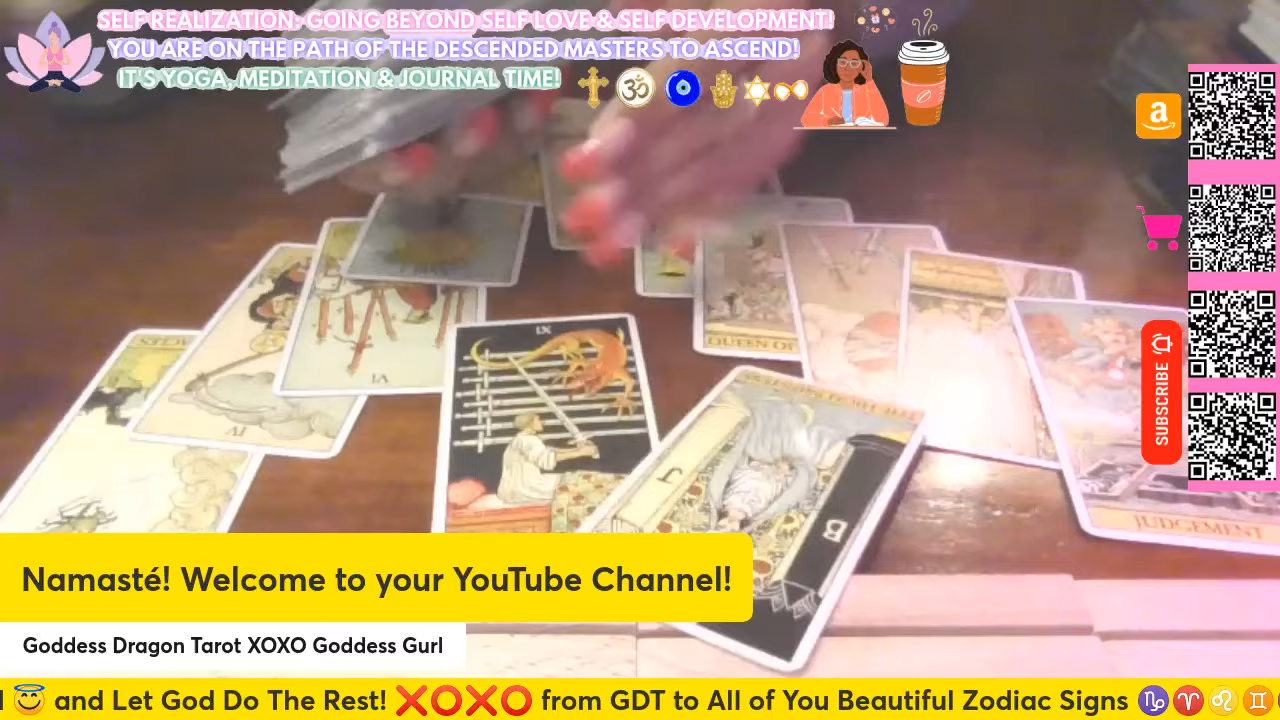 SELF REALIZATION; GOING BEYOND SELF LOVE & SELF DEVELOPMENT!
YOU ARE ON THE PATH OF THE DESCENDED MASTERS TO ASCEND!
IT'S YOGA, MEDITATION & JOURNAL TIME!
a
SUBSCRIBE
IX
VI
QUEEN OF
J
B
JUDGEMENT
Namasté! Welcome to your YouTube Channel!
Goddess Dragon Tarot XOXO Goddess Gurl
😇 and Let God Do The Rest! ❌⭕❌⭕ from GDT to All of You Beautiful Zodiac Signs ♑♈♌♊